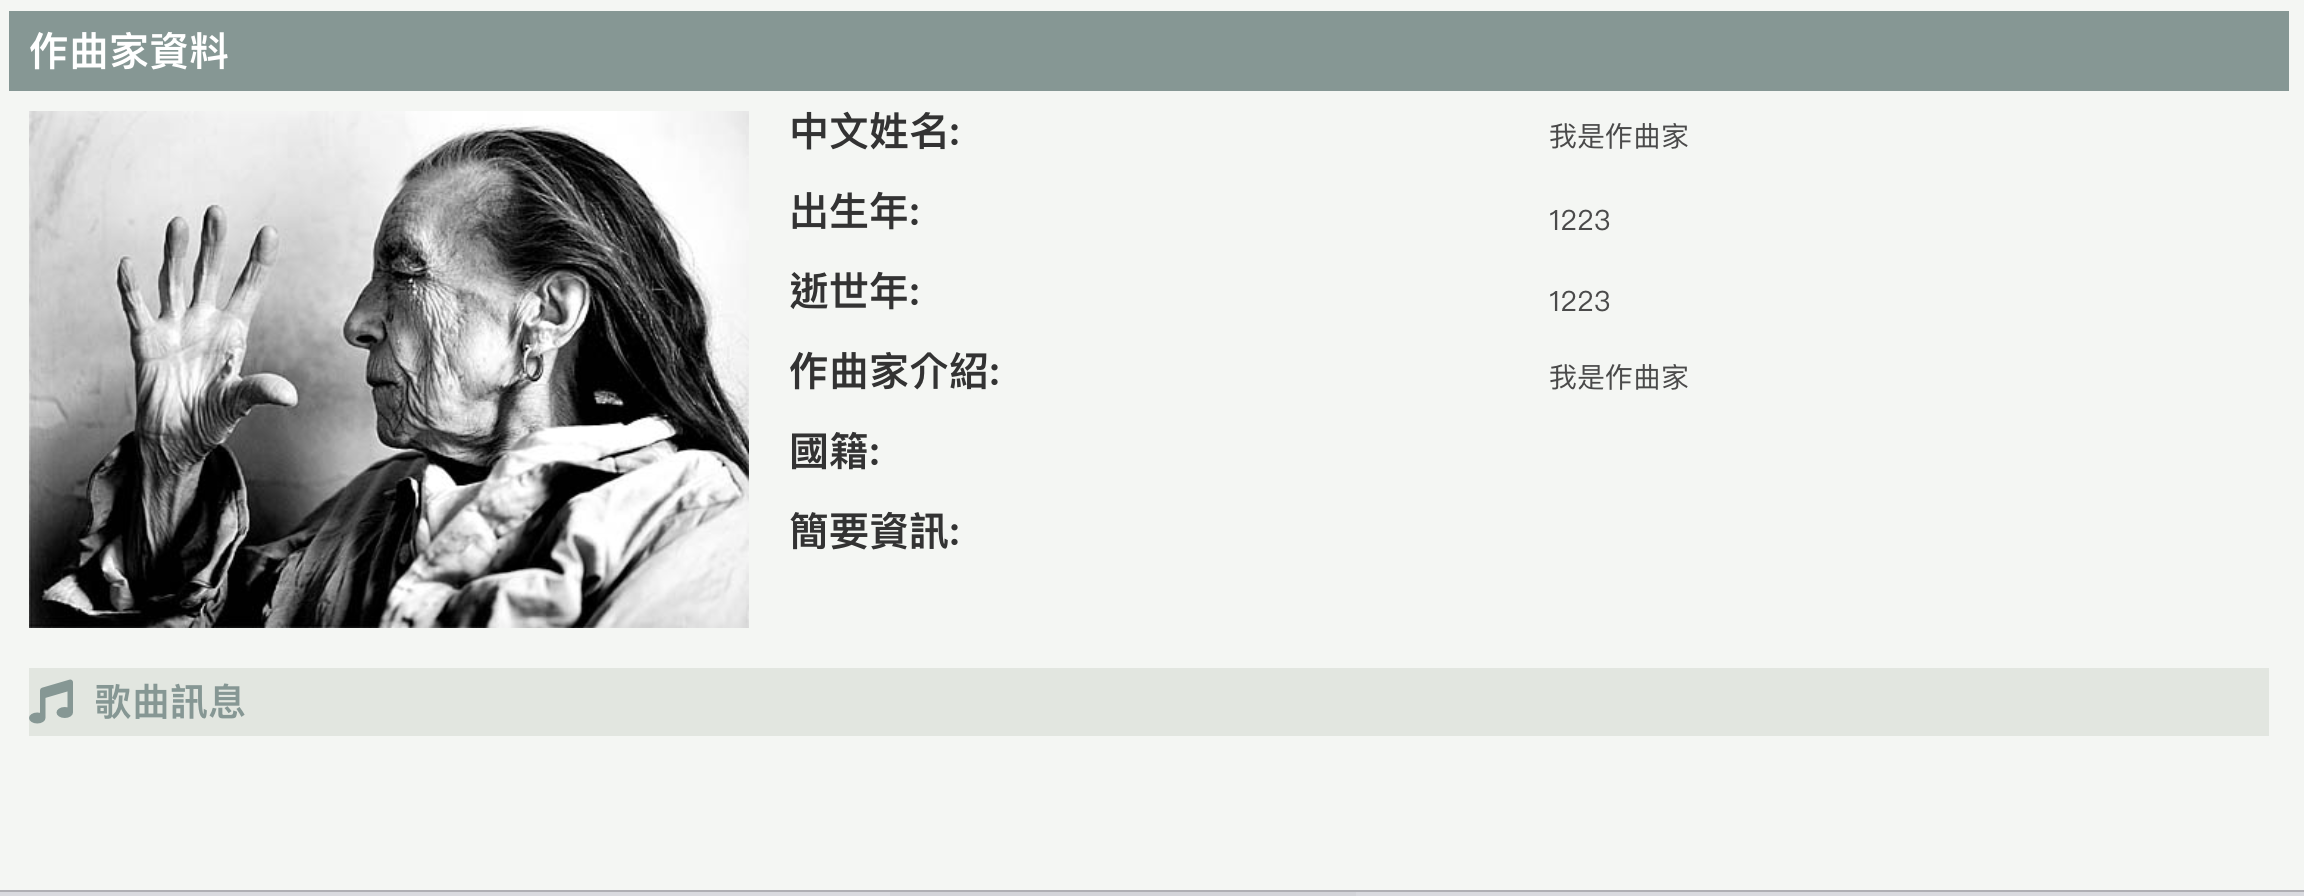 作曲家資料
中文姓名: 我是作曲家
出生年: 1223
逝世年: 1223
作曲家介紹: 我是作曲家
國籍:
簡要資訊:
歌曲訊息